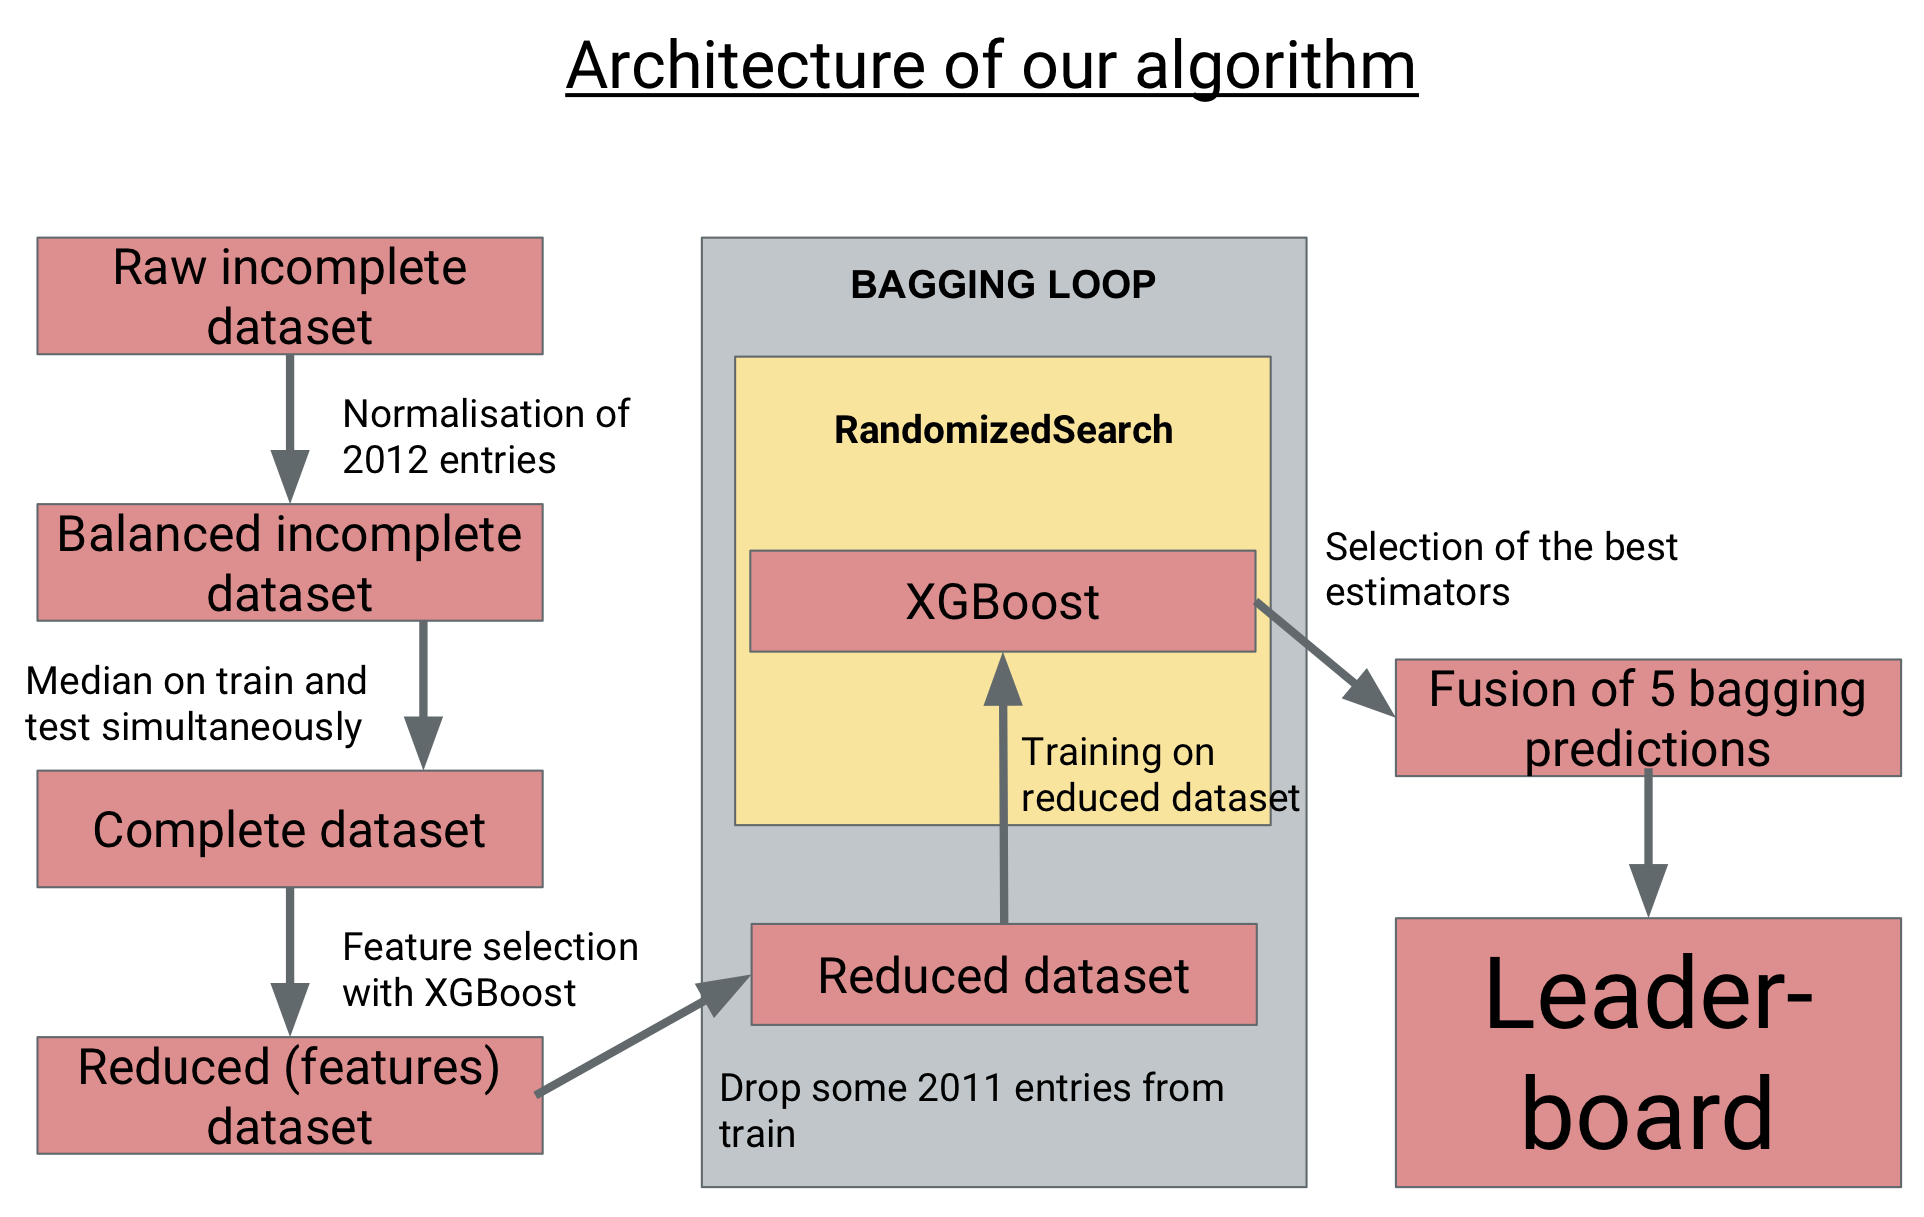 Architecture of our algorithm
Raw incomplete
dataset
Normalisation of
2012 entries
Balanced incomplete
dataset
Median on train and
test simultaneously
Complete dataset
Feature selection
with XGBoost
Reduced (features)
dataset
BAGGING LOOP
RandomizedSearch
XGBoost
Training on
reduced dataset
Reduced dataset
Drop some 2011 entries from
train
Selection of the best
estimators
Fusion of 5 bagging
predictions
Leader-
board